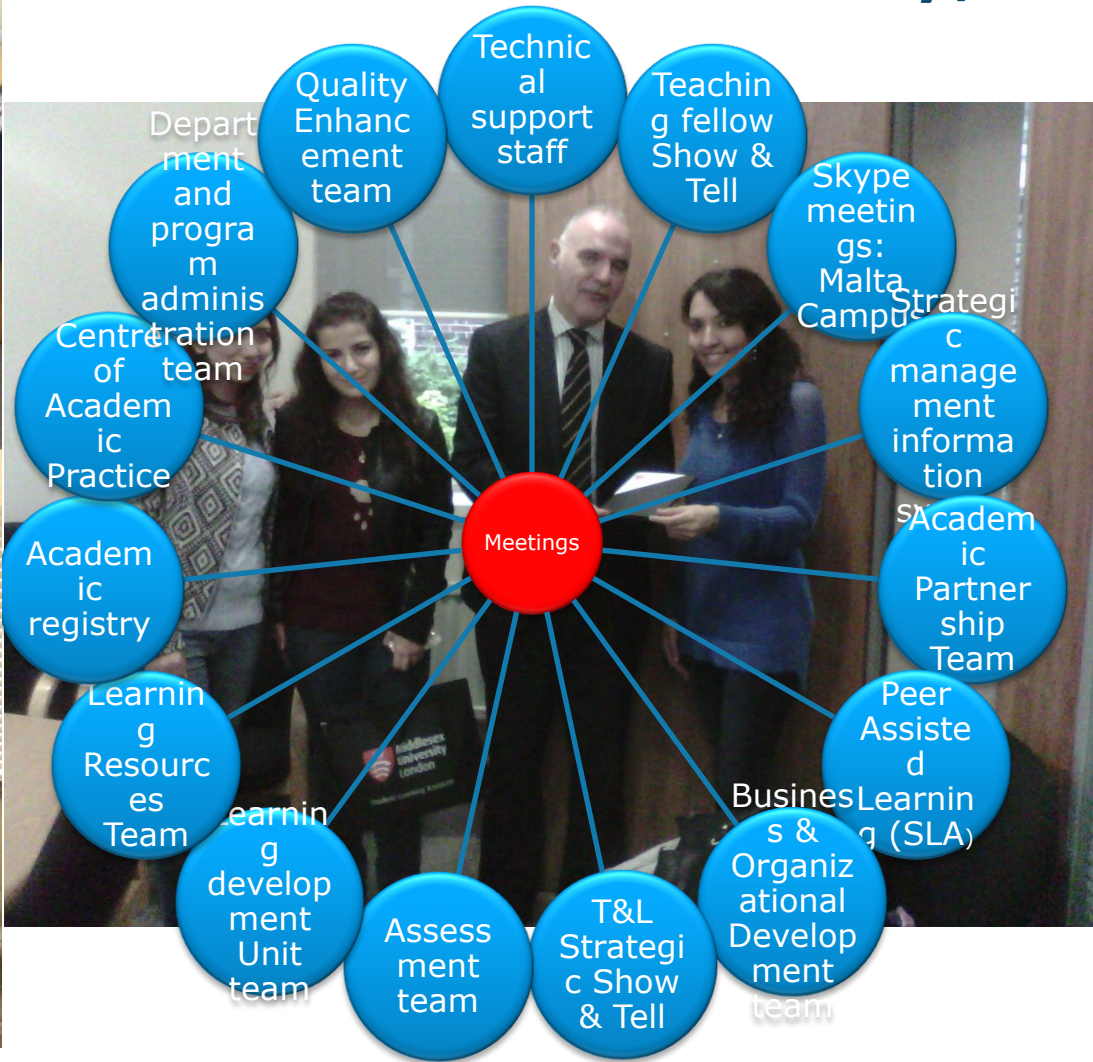 Technic
al
support
staff
Teachin
g fellow
Show &
Tell
Skype
meetin
gs:
Malta
Campus
Strategi
c
manage
ment
informa
tion
Academ
ic
Partner
ship
Team
Peer
Assiste
d
Learnin
g (SLA)
Busines
s &
Organiz
ational
Develop
ment
team
T&L
Strategi
c Show
& Tell
Assess
ment
team
Learnin
g
develop
ment
Unit
team
Learnin
g
Resourc
es
Team
Academ
ic
registry
Centre
of
Academ
ic
Practice
Depart
ment
and
progra
m
adminis
tration
team
Quality
Enhanc
ement
team
Meetings
Middlesex
University
London